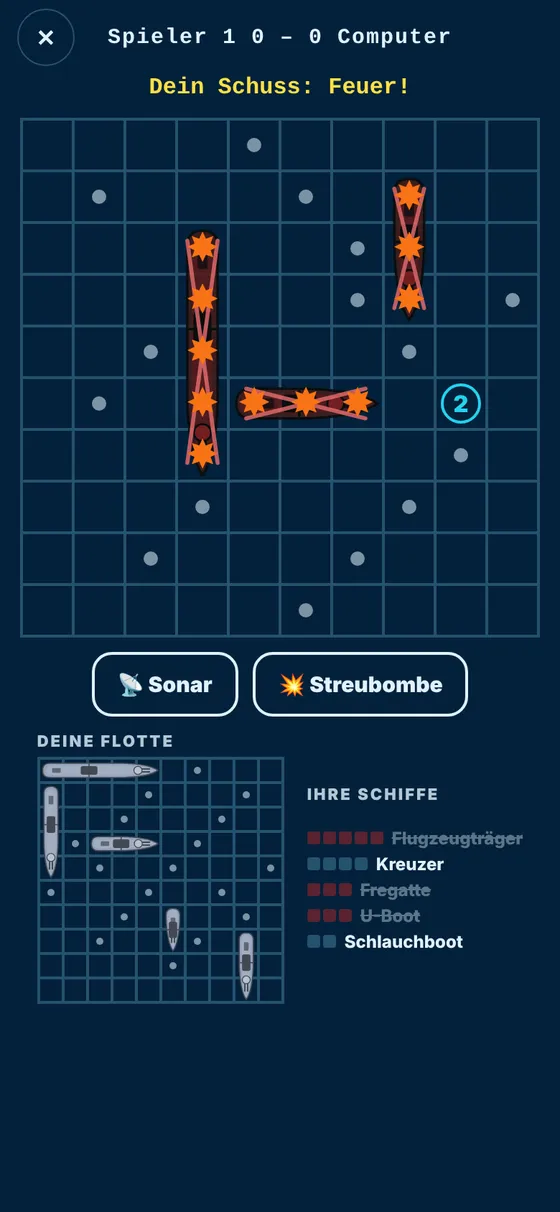 ×
Spieler 1 0 – 0 Computer
Dein Schuss: Feuer!
2
Sonar
Streubombe
DEINE FLOTTE
IHRE SCHIFFE
Flugzeugträger
Kreuzer
Fregatte
U-Boot
Schlauchboot